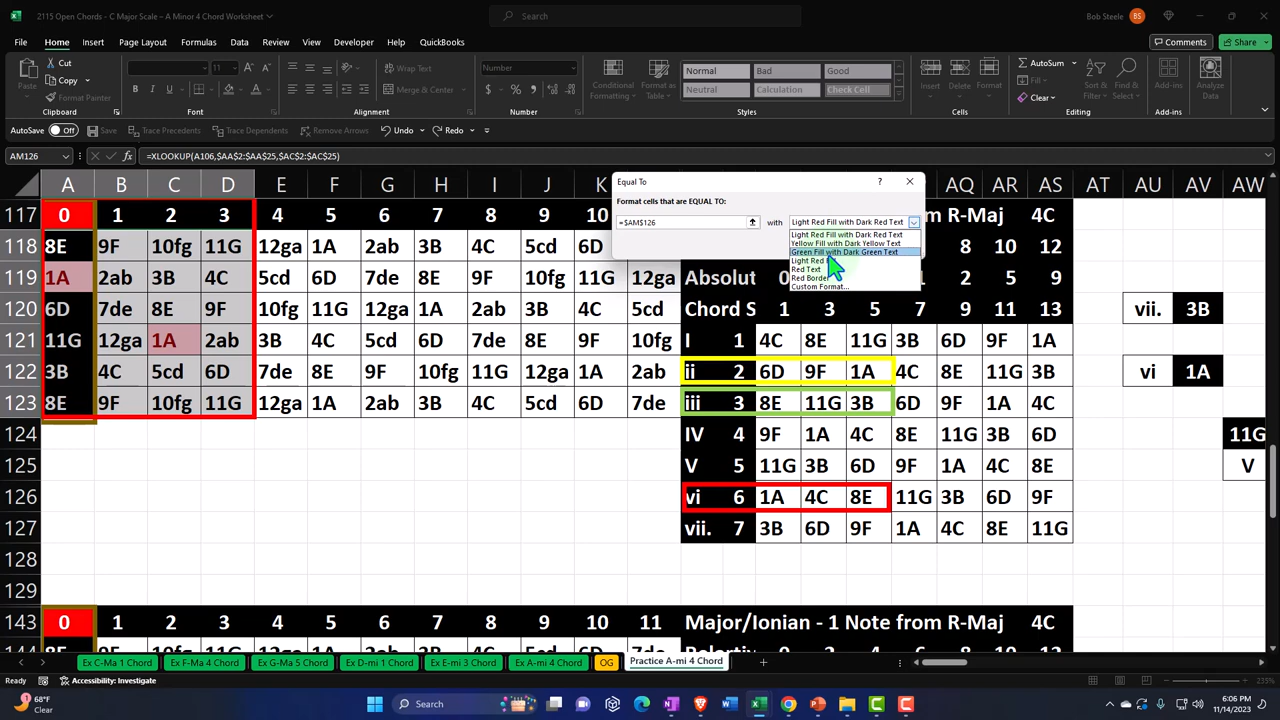 2115 Open Chords - C Major Scale – A Minor 4 Chord Worksheet
Search
Bob Steele BS
File Home Insert Page Layout Formulas Data Review View Developer Automate Help QuickBooks
Comments Share
Cut
Copy
Format Painter
Paste
Clipboard
11
Font
Wrap Text
Merge & Center
Alignment
Number
Number
Conditional Formatting
Format as Table
Normal Bad Good
Neutral Calculation Check Cell
Styles
Insert Delete Format
Cells
AutoSum
Fill
Clear
Sort & Filter
Find & Select
Editing
Add-ins
Add-ins
Analyze Data
AutoSave Off Save Trace Precedents Trace Dependents Remove Arrows Undo Redo
AM126 fx =XLOOKUP(A106,$AA$2:$AA$25,$AC$2:$AC$25)
Equal To ?
Format cells that are EQUAL TO:
=$AM$126 with Light Red Fill with Dark Red Text
Light Red Fill with Dark Red Text
Yellow Fill with Dark Yellow Text
Green Fill with Dark Green Text
Light Red
Red Text
Red Border
Custom Format...
A B C D E F G H I J K AQ AR AS AT AU AV AW
117 0 1 2 3 4 5 6 7 8 9 10 from R-Maj 4C
118 8E 9F 10fg 11G 12ga 1A 2ab 3B 4C 5cd 6D 8 10 12
119 1A 2ab 3B 4C 5cd 6D 7de 8E 9F 10fg 11G 12ga Absolut 0 2 5 9
120 6D 7de 8E 9F 10fg 11G 12ga 1A 2ab 3B 4C 5cd Chord S 1 3 5 7 9 11 13 vii. 3B
121 11G 12ga 1A 2ab 3B 4C 5cd 6D 7de 8E 9F 10fg I 1 4C 8E 11G 3B 6D 9F 1A
122 3B 4C 5cd 6D 7de 8E 9F 10fg 11G 12ga 1A 2ab ii 2 6D 9F 1A 4C 8E 11G 3B vi 1A
123 8E 9F 10fg 11G 12ga 1A 2ab 3B 4C 5cd 6D 7de iii 3 8E 11G 3B 6D 9F 1A 4C
124 IV 4 9F 1A 4C 8E 11G 3B 6D 11G
125 V 5 11G 3B 6D 9F 1A 4C 8E V
126 vi 6 1A 4C 8E 11G 3B 6D 9F
127 vii. 7 3B 6D 9F 1A 4C 8E 11G
128
129
143 0 1 2 3 4 5 6 7 8 9 10 11 Major/Ionian - 1 Note from R-Maj 4C
Ex C-Ma 1 Chord Ex F-Ma 4 Chord Ex G-Ma 5 Chord Ex D-mi 1 Chord Ex E-mi 3 Chord Ex A-mi 4 Chord OG Practice A-mi 4 Chord
Ready Accessibility: Investigate 235%
68°F
Clear
Search
6:06 PM
11/14/2023